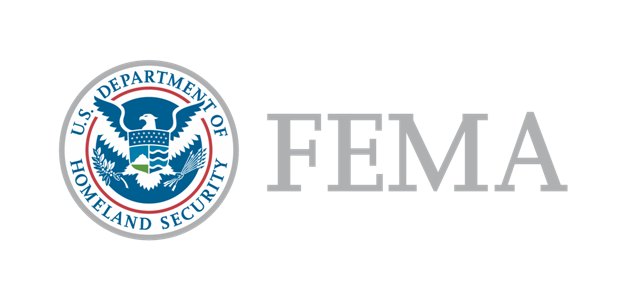 U.S. DEPARTMENT OF
HOMELAND SECURITY
FEMA